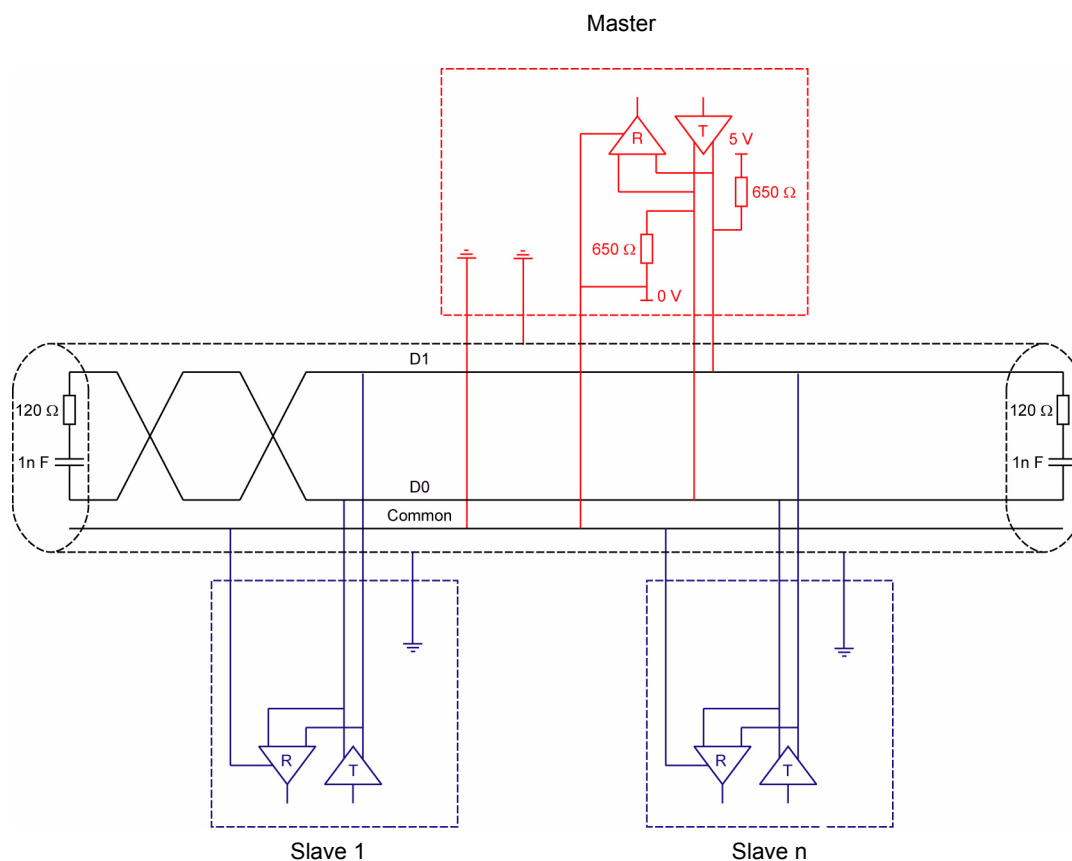 Master
R
T
5 V
650 Ω
650 Ω
0 V
D1
120 Ω
120 Ω
1n F
1n F
D0
Common
R
T
R
T
Slave 1
Slave n